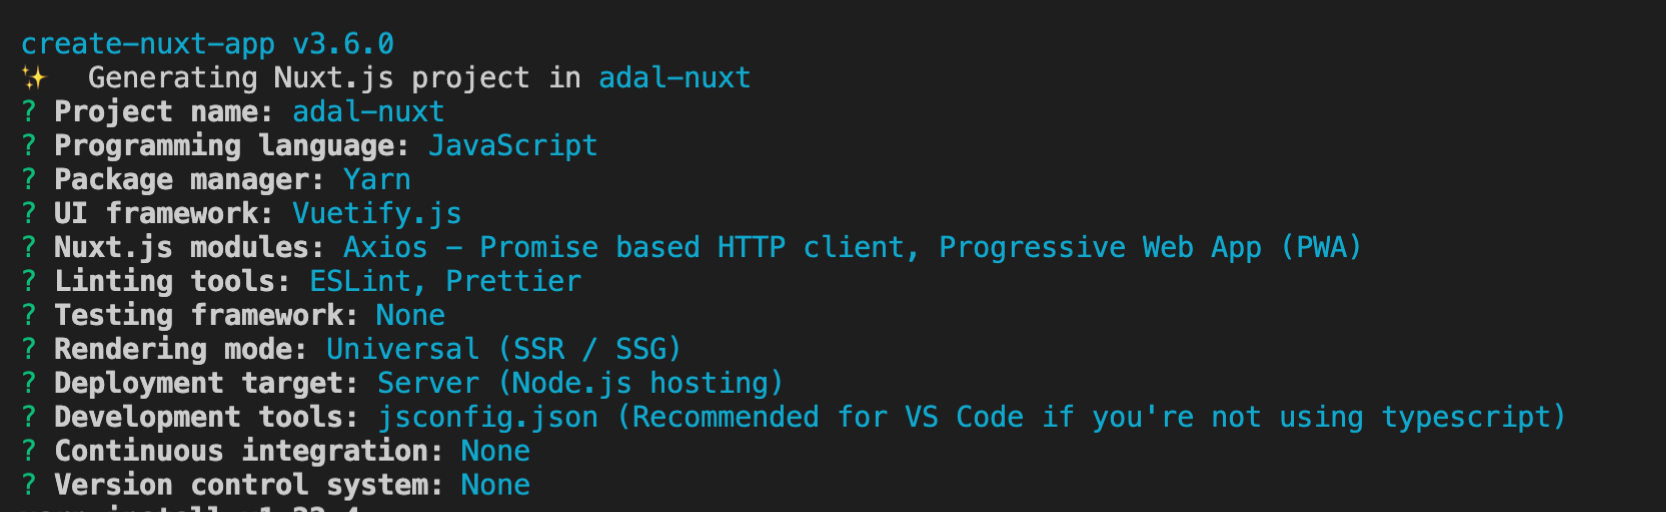 create-nuxt-app v3.6.0
✨  Generating Nuxt.js project in adal-nuxt
? Project name: adal-nuxt
? Programming language: JavaScript
? Package manager: Yarn
? UI framework: Vuetify.js
? Nuxt.js modules: Axios - Promise based HTTP client, Progressive Web App (PWA)
? Linting tools: ESLint, Prettier
? Testing framework: None
? Rendering mode: Universal (SSR / SSG)
? Deployment target: Server (Node.js hosting)
? Development tools: jsconfig.json (Recommended for VS Code if you're not using typescript)
? Continuous integration: None
? Version control system: None